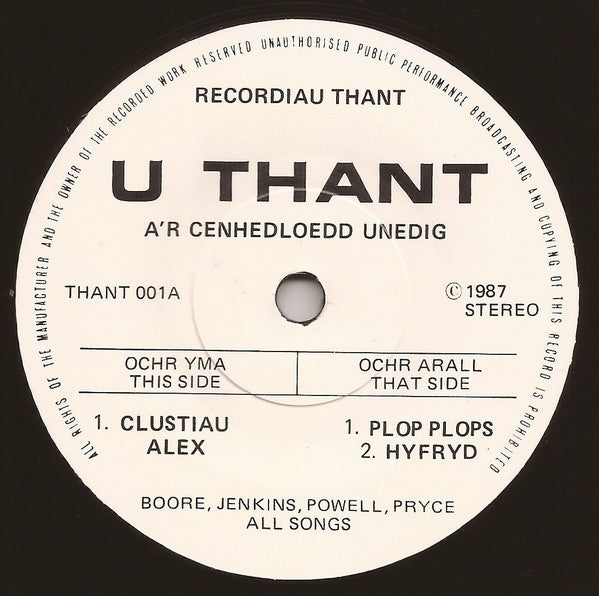 ALL RIGHTS OF THE MANUFACTURER AND THE OWNER OF THE RECORDED WORK RESERVED UNAUTHORISED PUBLIC PERFORMANCE BROADCASTING AND COPYING OF THIS RECORD IS PROHIBITED
RECORDIAU THANT
U THANT
A'R CENHEDLOEDD UNEDIG
THANT 001A
© 1987
STEREO
OCHR YMA
THIS SIDE
OCHR ARALL
THAT SIDE
1. CLUSTIAU
ALEX
1. PLOP PLOPS
2. HYFRYD
BOORE, JENKINS, POWELL, PRYCE
ALL SONGS